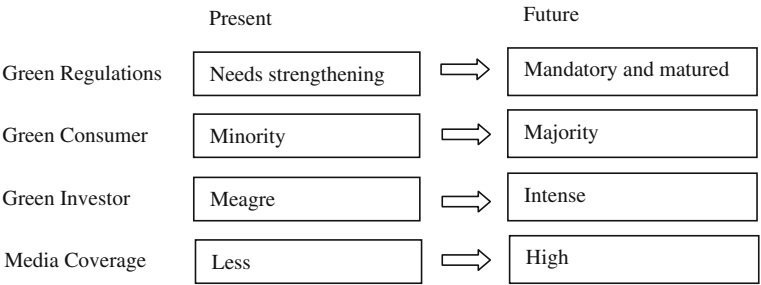 Present Future
Green Regulations Needs strengthening Mandatory and matured
Green Consumer Minority Majority
Green Investor Meagre Intense
Media Coverage Less High